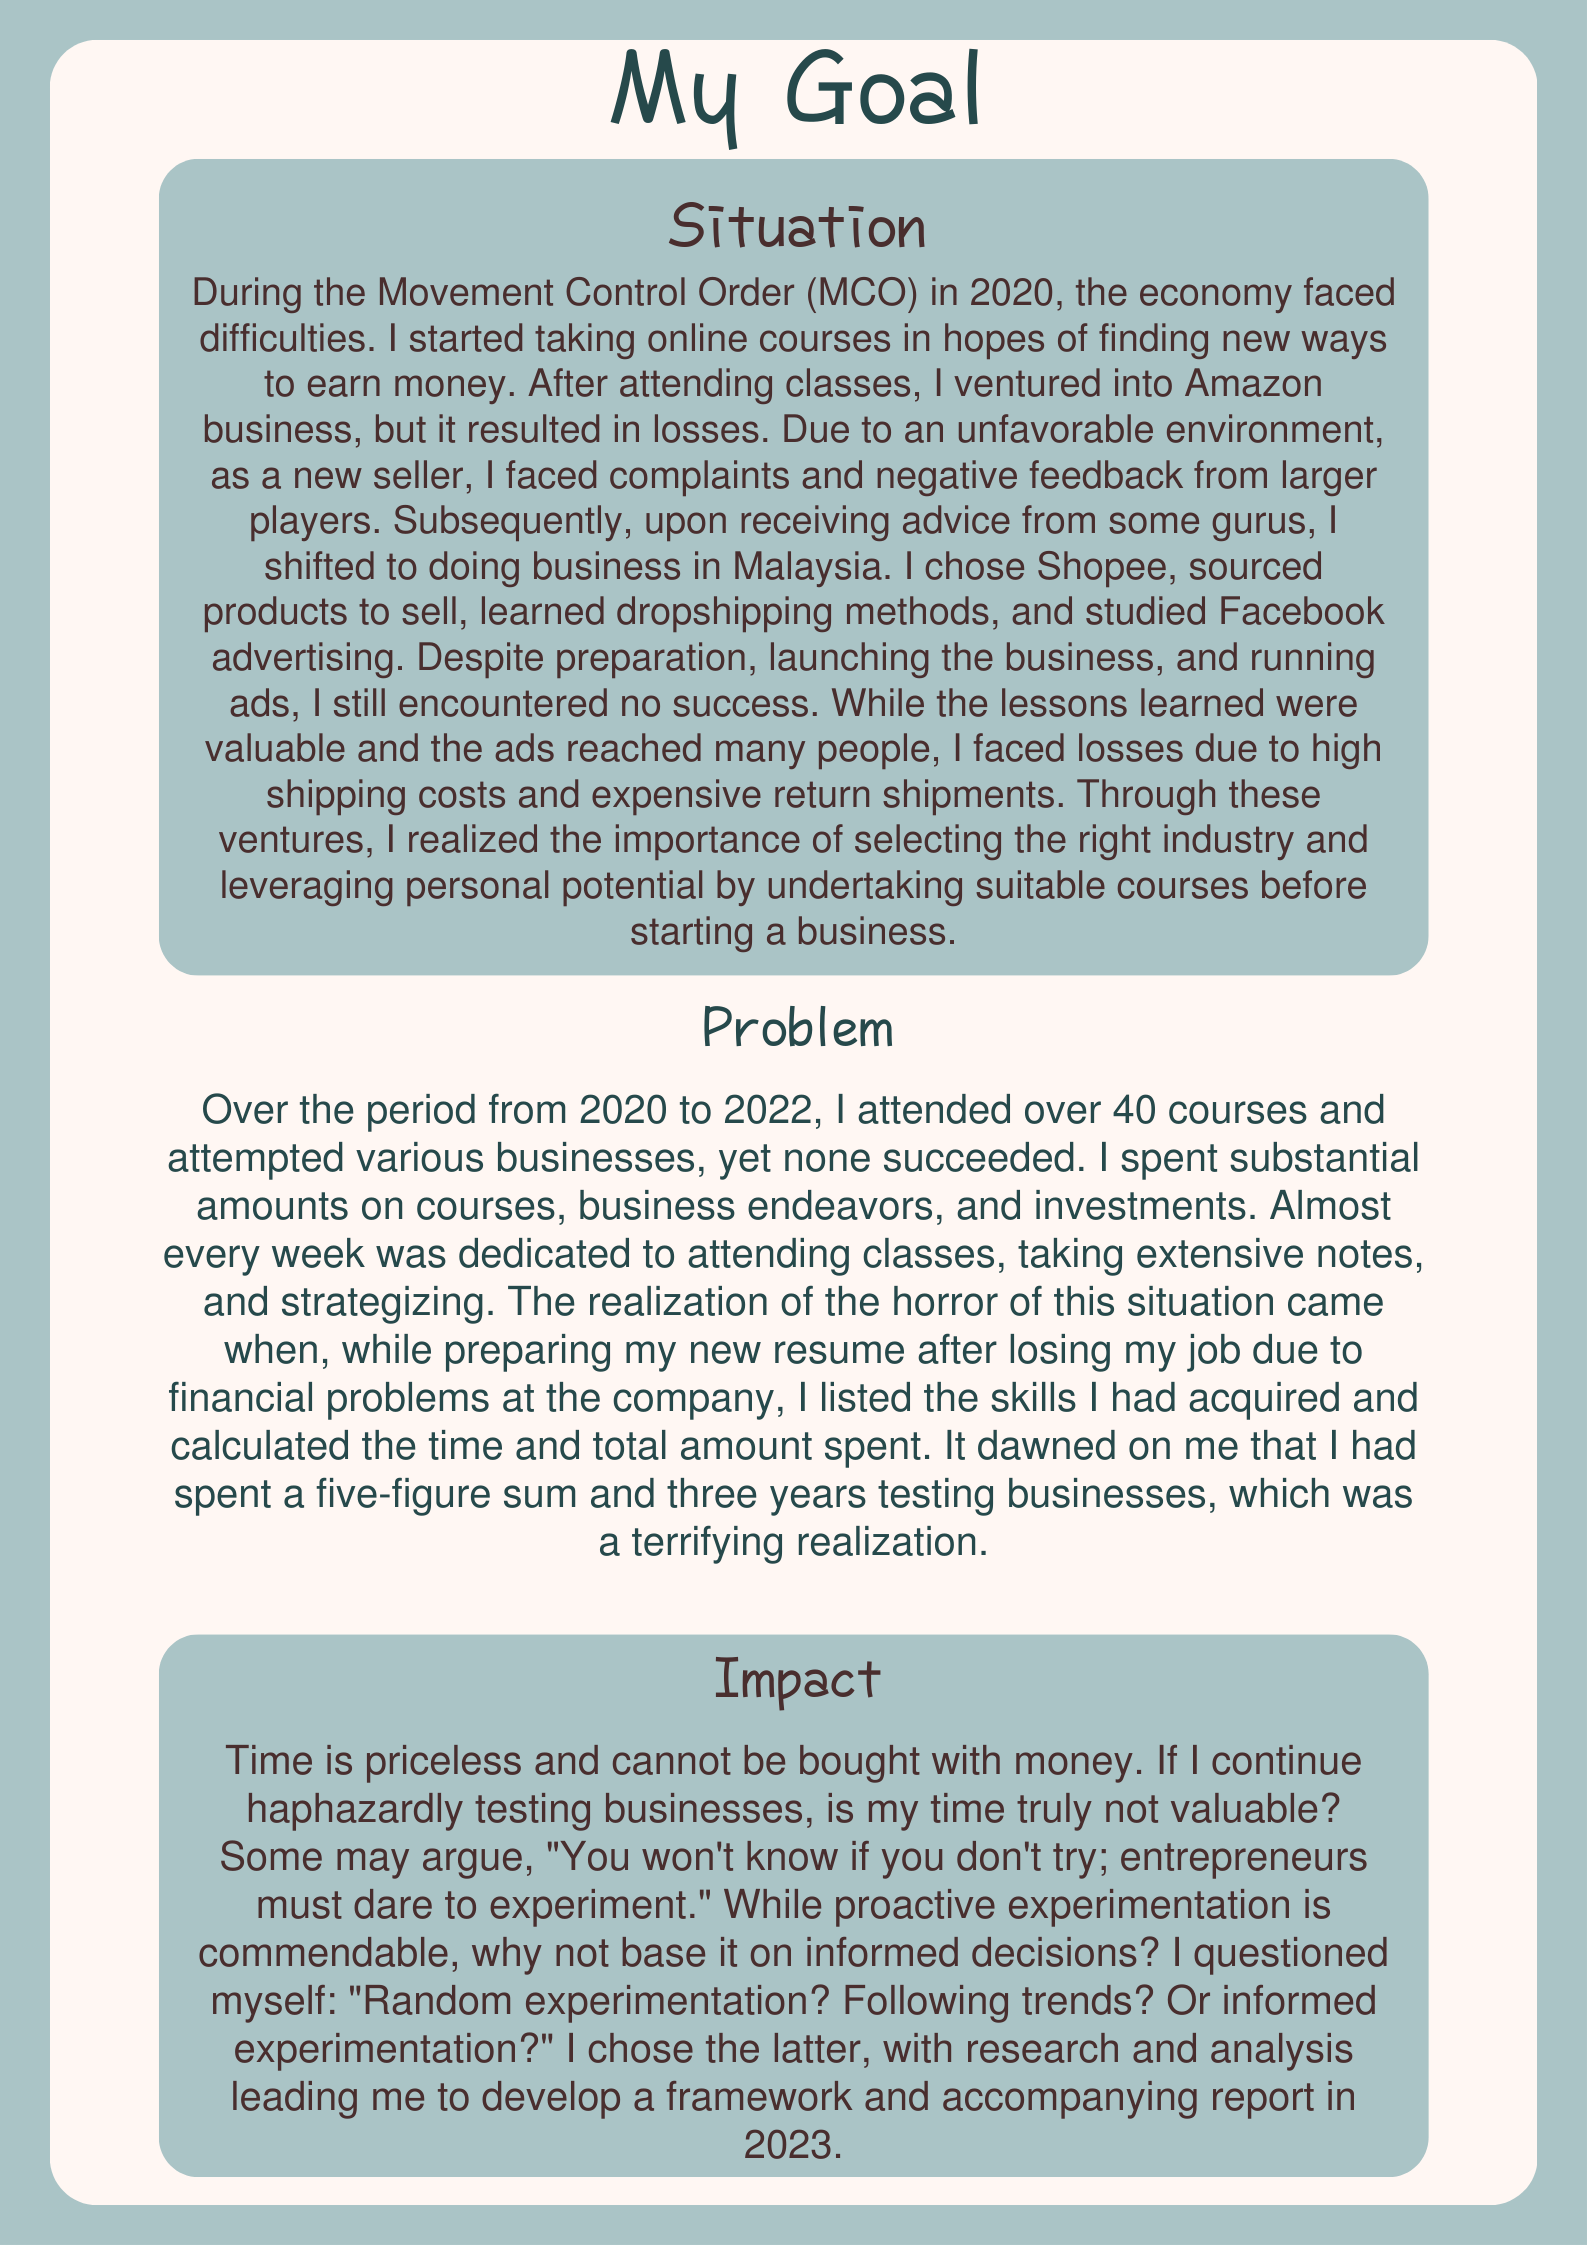 My Goal
Situation
During the Movement Control Order (MCO) in 2020, the economy faced
difficulties. I started taking online courses in hopes of finding new ways
to earn money. After attending classes, I ventured into Amazon
business, but it resulted in losses. Due to an unfavorable environment,
as a new seller, I faced complaints and negative feedback from larger
players. Subsequently, upon receiving advice from some gurus, I
shifted to doing business in Malaysia. I chose Shopee, sourced
products to sell, learned dropshipping methods, and studied Facebook
advertising. Despite preparation, launching the business, and running
ads, I still encountered no success. While the lessons learned were
valuable and the ads reached many people, I faced losses due to high
shipping costs and expensive return shipments. Through these
ventures, I realized the importance of selecting the right industry and
leveraging personal potential by undertaking suitable courses before
starting a business.
Problem
Over the period from 2020 to 2022, I attended over 40 courses and
attempted various businesses, yet none succeeded. I spent substantial
amounts on courses, business endeavors, and investments. Almost
every week was dedicated to attending classes, taking extensive notes,
and strategizing. The realization of the horror of this situation came
when, while preparing my new resume after losing my job due to
financial problems at the company, I listed the skills I had acquired and
calculated the time and total amount spent. It dawned on me that I had
spent a five-figure sum and three years testing businesses, which was
a terrifying realization.
Impact
Time is priceless and cannot be bought with money. If I continue
haphazardly testing businesses, is my time truly not valuable?
Some may argue, "You won't know if you don't try; entrepreneurs
must dare to experiment." While proactive experimentation is
commendable, why not base it on informed decisions? I questioned
myself: "Random experimentation? Following trends? Or informed
experimentation?" I chose the latter, with research and analysis
leading me to develop a framework and accompanying report in
2023.